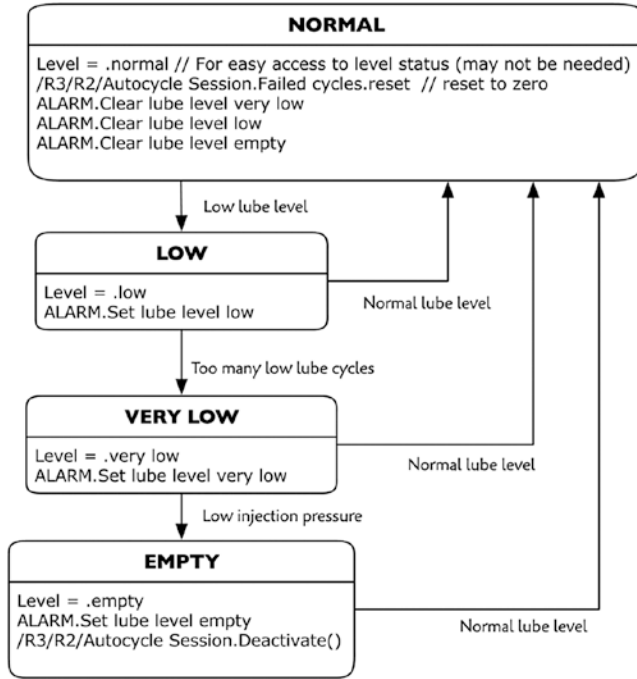 NORMAL
Level = .normal // For easy access to level status (may not be needed)
/R3/R2/Autocycle Session.Failed cycles.reset // reset to zero
ALARM.Clear lube level very low
ALARM.Clear lube level low
ALARM.Clear lube level empty
Low lube level
LOW
Level = .low
ALARM.Set lube level low
Normal lube level
Too many low lube cycles
VERY LOW
Level = .very low
ALARM.Set lube level very low
Normal lube level
Low injection pressure
EMPTY
Level = .empty
ALARM.Set lube level empty
/R3/R2/Autocycle Session.Deactivate()
Normal lube level